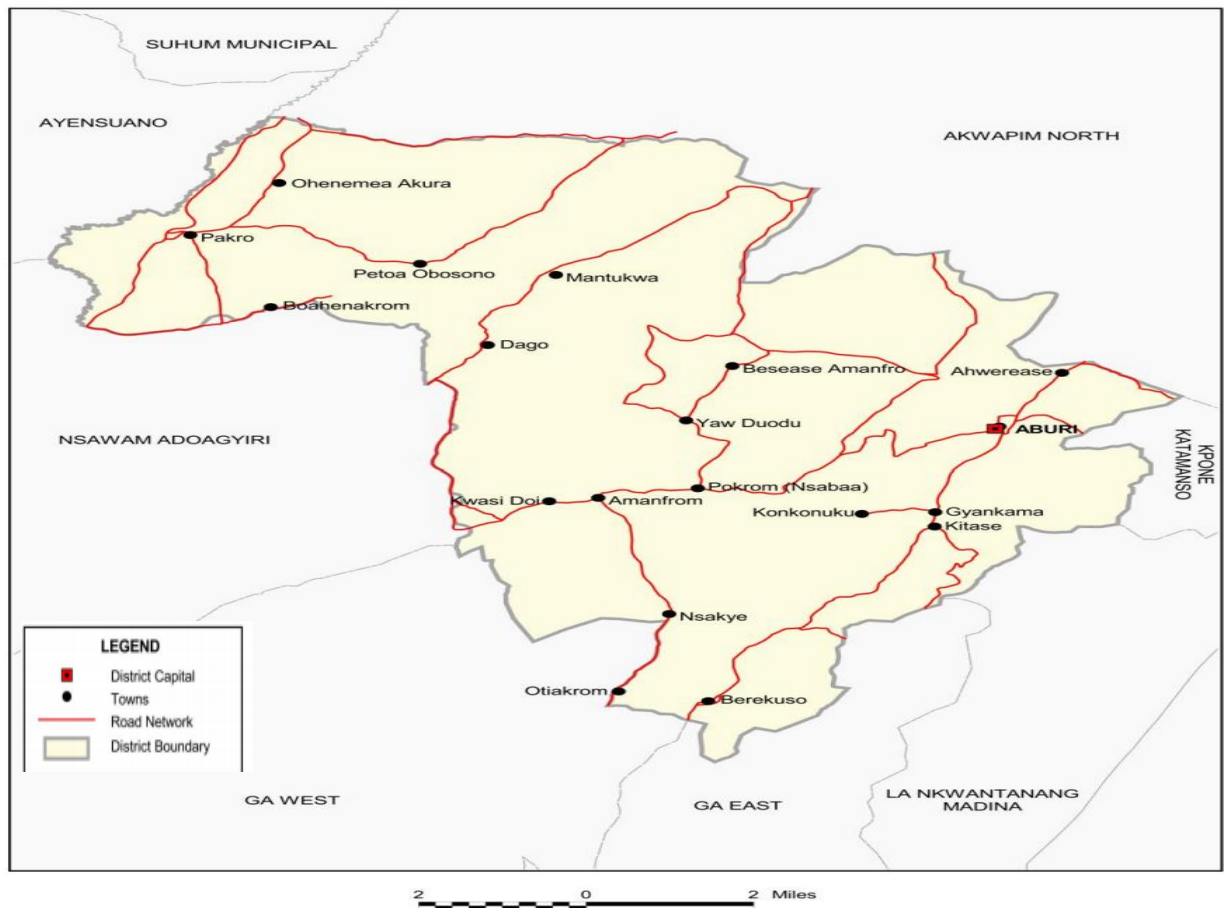 SUHUM MUNICIPAL
AYENSUANO
AKWAPIM NORTH
Ohenemea Akura
Pakro
Petoa Obosono
Mantukwa
Boahenakrom
Dago
Besease Amanfro
Ahwerease
Yaw Duodu
ABURI
NSAWAM ADOAGYIRI
KPONE
KATAMANSO
Pokrom (Nsabaa)
Kwasi Doi
Amanfrom
Konkonuku
Gyankama
Kitase
Nsakye
Otiakrom
Berekuso
LEGEND
District Capital
Towns
Road Network
District Boundary
GA WEST
GA EAST
LA NKWANTANANG
MADINA
2 0 2 Miles